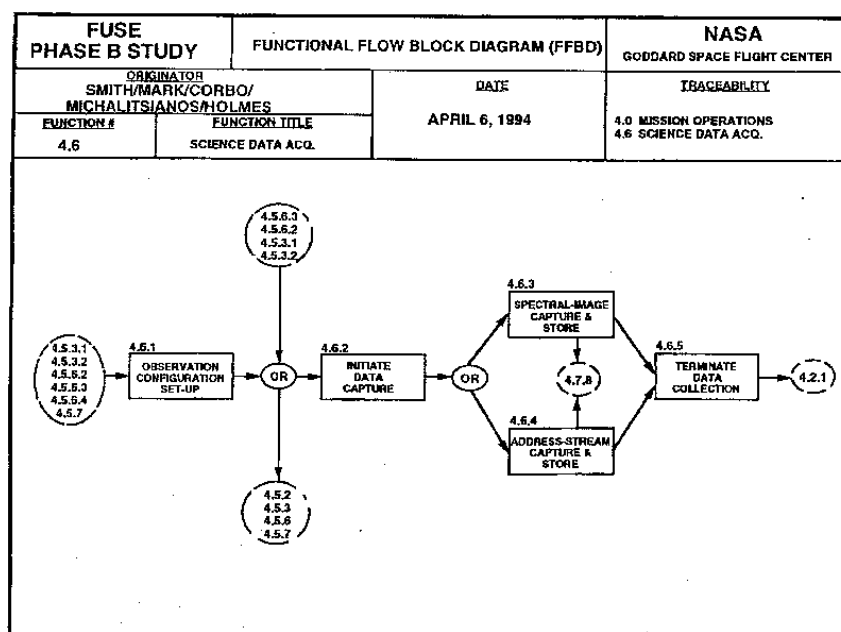 FUSE
PHASE B STUDY
FUNCTIONAL FLOW BLOCK DIAGRAM (FFBD)
NASA
GODDARD SPACE FLIGHT CENTER
ORIGINATOR
SMITH/MARK/CORBO/
MICHALITSIANOS/HOLMES
DATE
APRIL 6, 1994
TRACEABILITY
4.0 MISSION OPERATIONS
4.6 SCIENCE DATA ACQ.
FUNCTION #
4.6
FUNCTION TITLE
SCIENCE DATA ACQ.
4.5.6.3
4.5.6.2
4.5.3.1
4.5.3.2
4.5.3.1
4.5.3.2
4.5.6.2
4.5.5.3
4.5.6.4
4.5.7
4.6.1
OBSERVATION
CONFIGURATION
SET-UP
OR
4.6.2
INITIATE
DATA
CAPTURE
OR
4.6.3
SPECTRAL-IMAGE
CAPTURE &
STORE
4.7.8
4.6.4
ADDRESS-STREAM
CAPTURE &
STORE
4.6.5
TERMINATE
DATA
COLLECTION
4.2.1
4.5.2
4.5.3
4.5.6
4.5.7